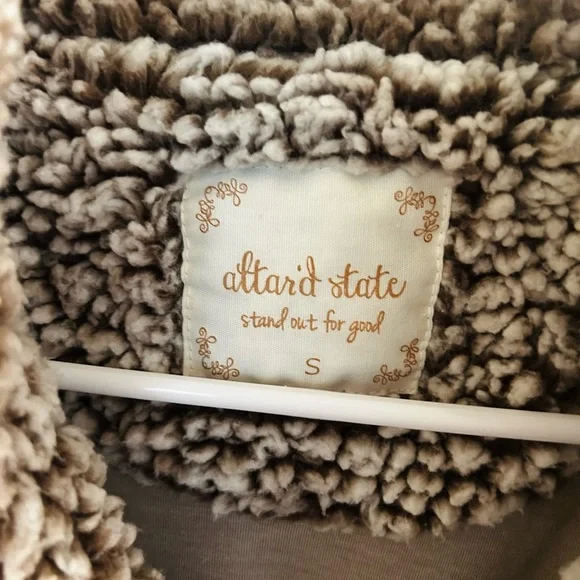 altar'd state
stand out for good
S